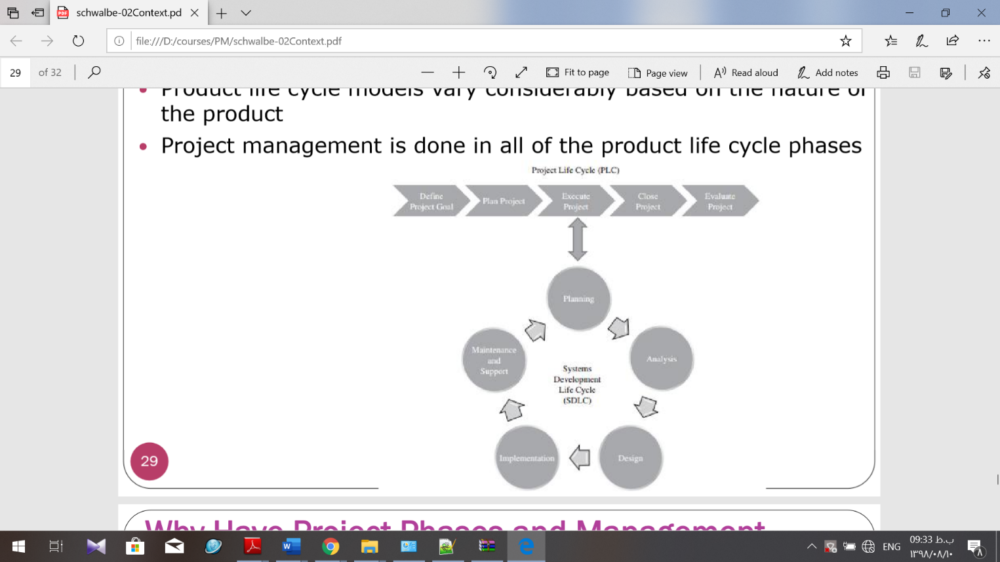 schwalbe-02Context.pd
file:///D:/courses/PM/schwalbe-02Context.pdf
29 of 32
Fit to page
Page view
Read aloud
Add notes
Product life cycle models vary considerably based on the nature of
the product
Project management is done in all of the product life cycle phases
Project Life Cycle (PLC)
Define
Project Goal
Plan Project
Execute
Project
Close
Project
Evaluate
Project
Planning
Analysis
Design
Implementation
Maintenance
and
Support
Systems
Development
Life Cycle
(SDLC)
29
Why Have Project Phases and Management
ENG
09:33 ب.ظ
۱۳۹۸/۰۸/۱۰